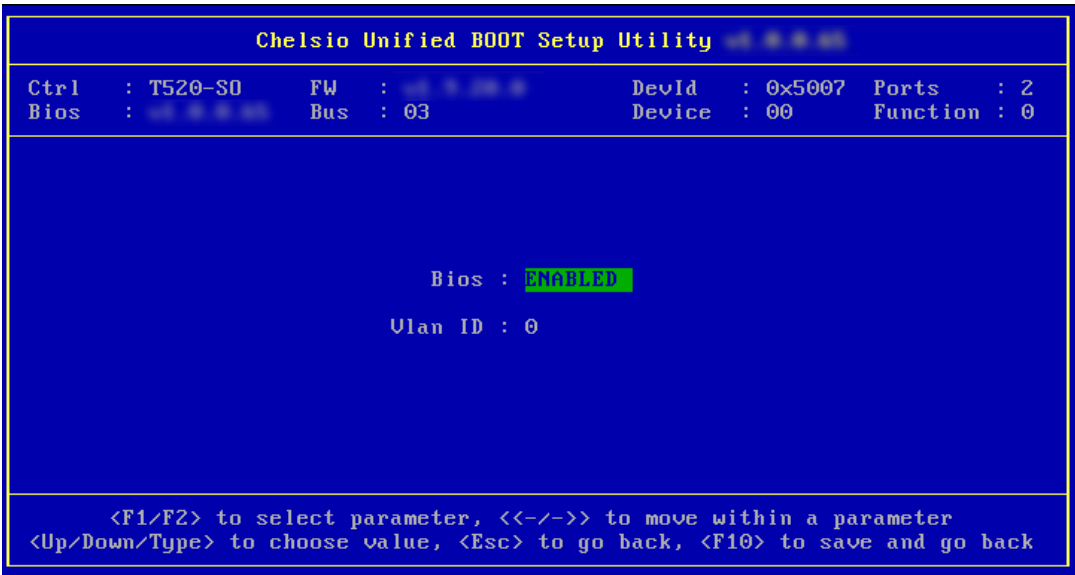 Chelsio Unified BOOT Setup Utility
Ctrl : T520-SO FW : DevId : 0x5007 Ports : 2
Bios : Bus : 03 Device : 00 Function : 0
Bios : ENABLED
Vlan ID : 0
<F1/F2> to select parameter, <<-/->> to move within a parameter
<Up/Down/Type> to choose value, <Esc> to go back, <F10> to save and go back